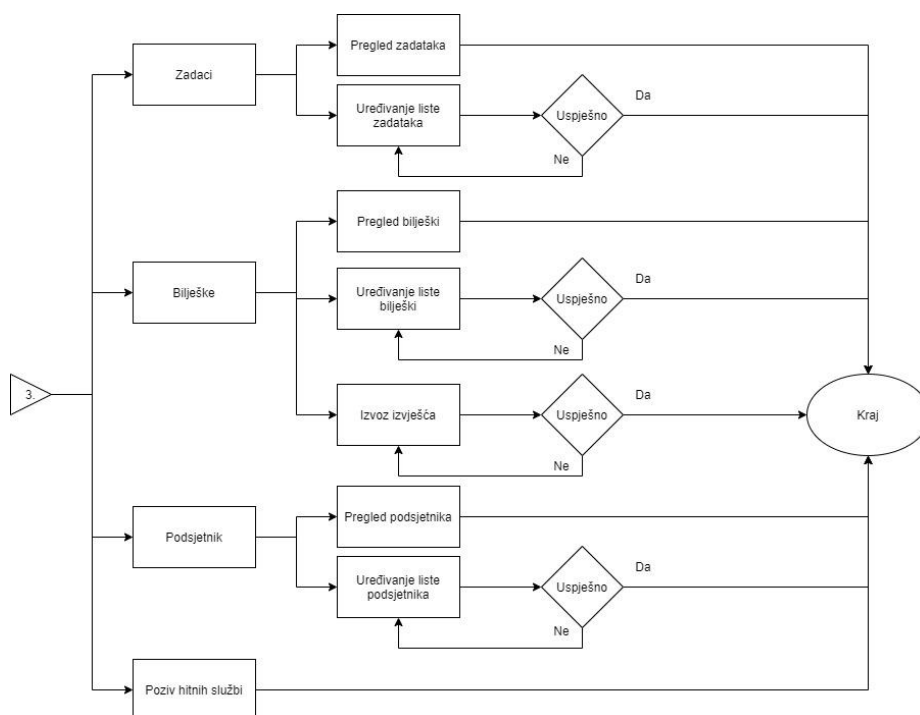 Pregled zadataka
Zadaci
Uređivanje liste
zadataka
Uspješno
Da
Ne
Pregled bilješki
Bilješke
Uređivanje liste
bilješki
Uspješno
Da
Ne
3.
Izvoz izvješća
Uspješno
Da
Kraj
Ne
Pregled podsjetnika
Podsjetnik
Uređivanje liste
podsjetnika
Uspješno
Da
Ne
Poziv hitnih službi